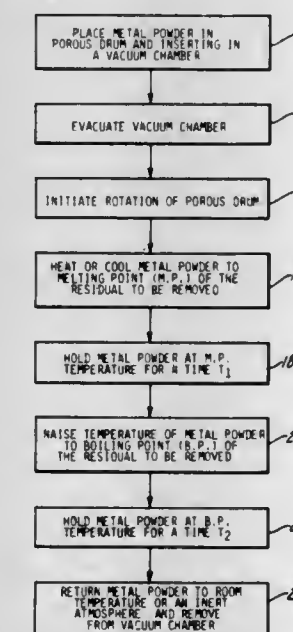 PLACE METAL POWDER IN
POROUS DRUM AND INSERTING IN
A VACUUM CHAMBER
EVACUATE VACUUM CHAMBER
INITIATE ROTATION OF POROUS DRUM
HEAT OR COOL METAL POWDER TO
MELTING POINT (M.P.) OF THE
RESIDUAL TO BE REMOVED
HOLD METAL POWDER AT M.P.
TEMPERATURE FOR A TIME T1
18
RAISE TEMPERATURE OF METAL POWDER
TO BOILING POINT (B.P.) OF
THE RESIDUAL TO BE REMOVED
HOLD METAL POWDER AT B.P.
TEMPERATURE FOR A TIME T2
RETURN METAL POWDER TO ROOM
TEMPERATURE OR AN INERT
ATMOSPHERE AND REMOVE
FROM VACUUM CHAMBER